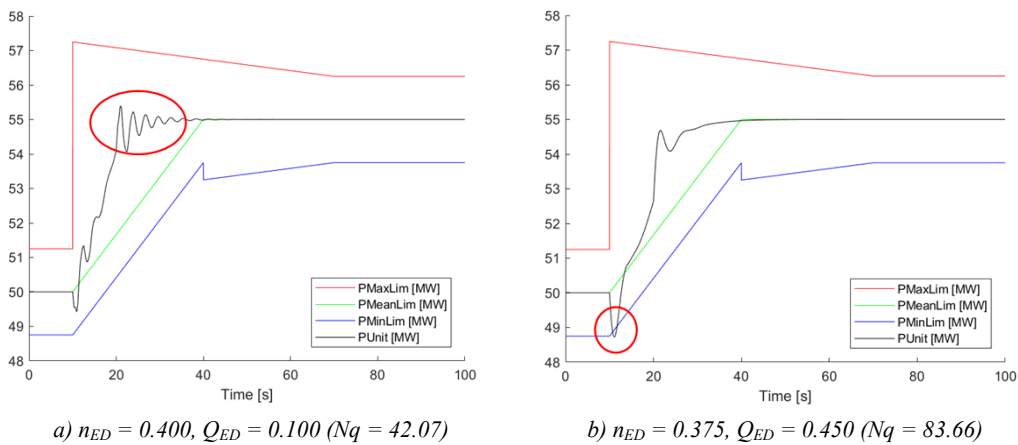 58
57
56
55
54
53
52
51
50
49
48
0
20
40
60
80
100
Time [s]
PMaxLim [MW]
PMeanLim [MW]
PMinLim [MW]
PUnit [MW]
a) nED = 0.400, QED = 0.100 (Nq = 42.07)
58
57
56
55
54
53
52
51
50
49
48
0
20
40
60
80
100
Time [s]
PMaxLim [MW]
PMeanLim [MW]
PMinLim [MW]
PUnit [MW]
b) nED = 0.375, QED = 0.450 (Nq = 83.66)